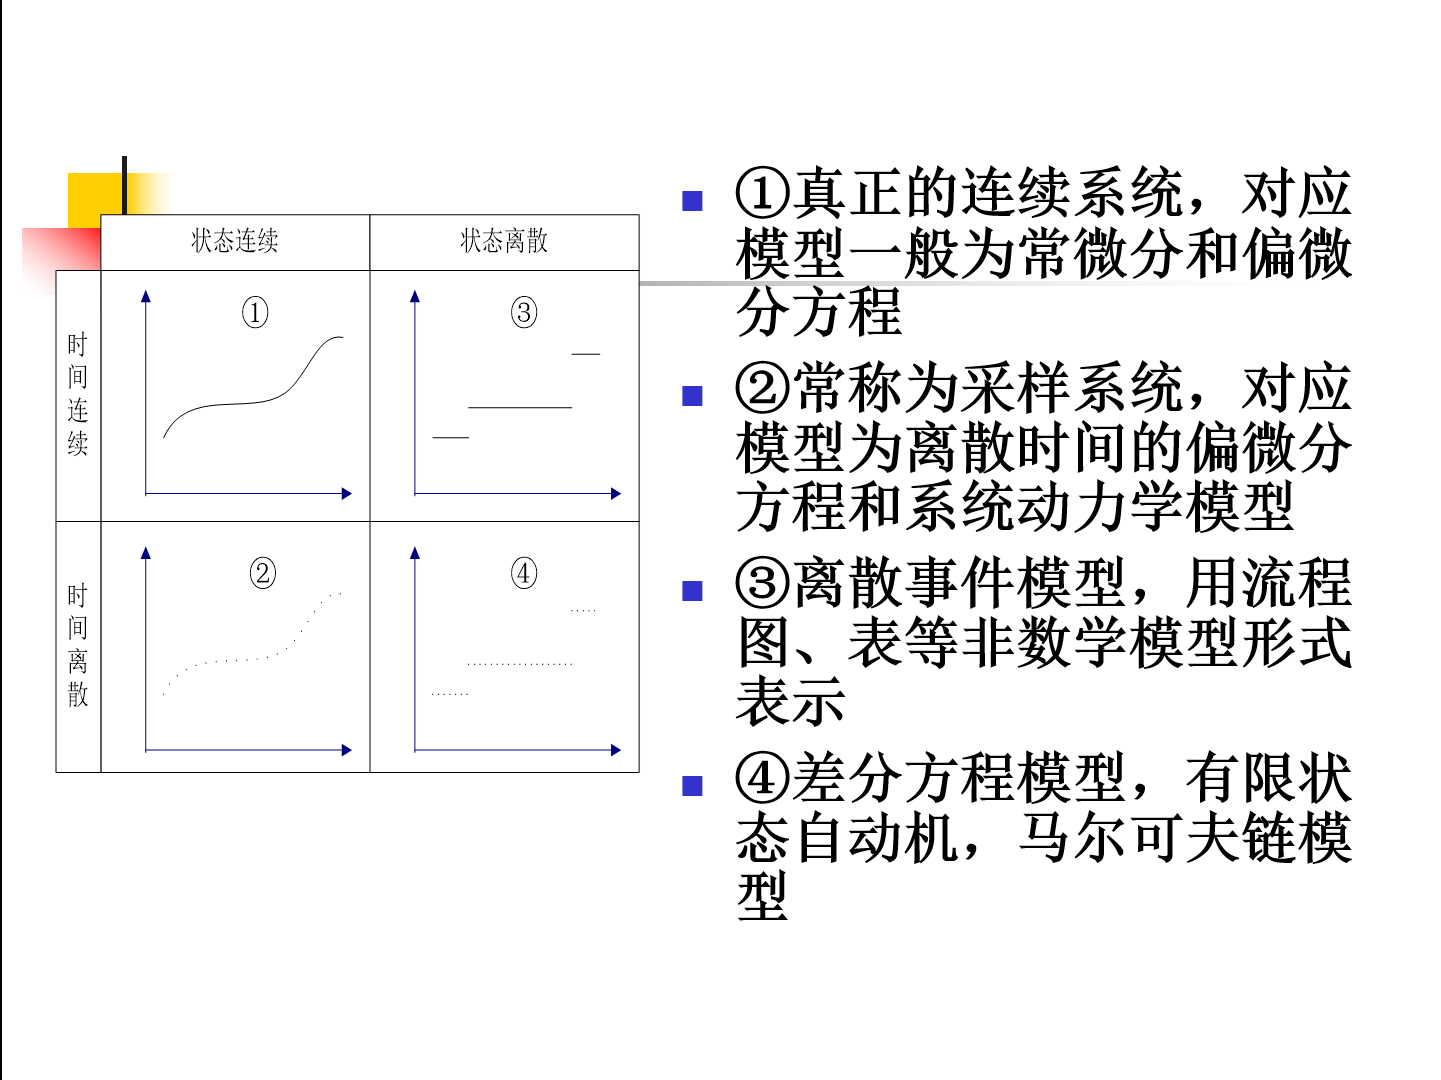 状态连续
状态离散
时
间
连
续
①
③
时
间
离
散
②
④
①真正的连续系统，对应
模型一般为常微分和偏微
分方程
②常称为采样系统，对应
模型为离散时间的偏微分
方程和系统动力学模型
③离散事件模型，用流程
图、表等非数学模型形式
表示
④差分方程模型，有限状
态自动机，马尔可夫链模
型